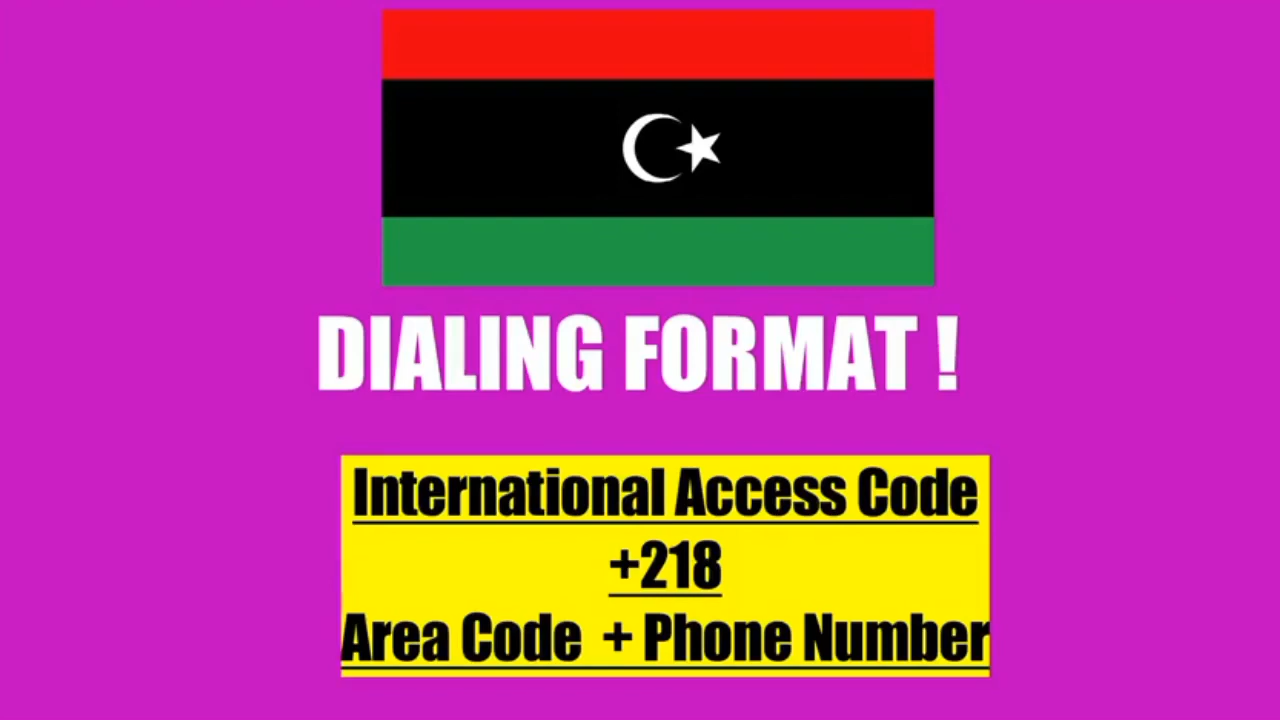 DIALING FORMAT !
International Access Code
+218
Area Code + Phone Number